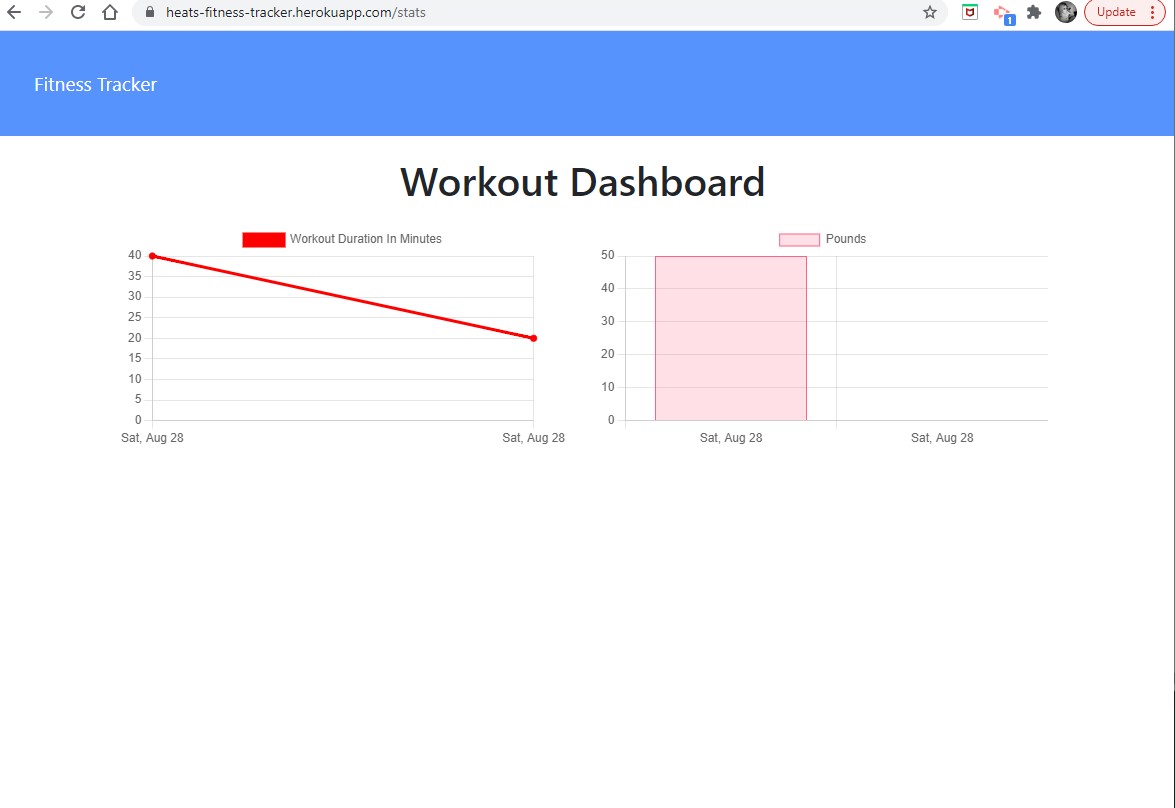 heats-fitness-tracker.herokuapp.com/stats
1
Update
Fitness Tracker
Workout Dashboard
Workout Duration In Minutes
40
35
30
25
20
15
10
5
0
Sat, Aug 28
Sat, Aug 28
Pounds
50
40
30
20
10
0
Sat, Aug 28
Sat, Aug 28